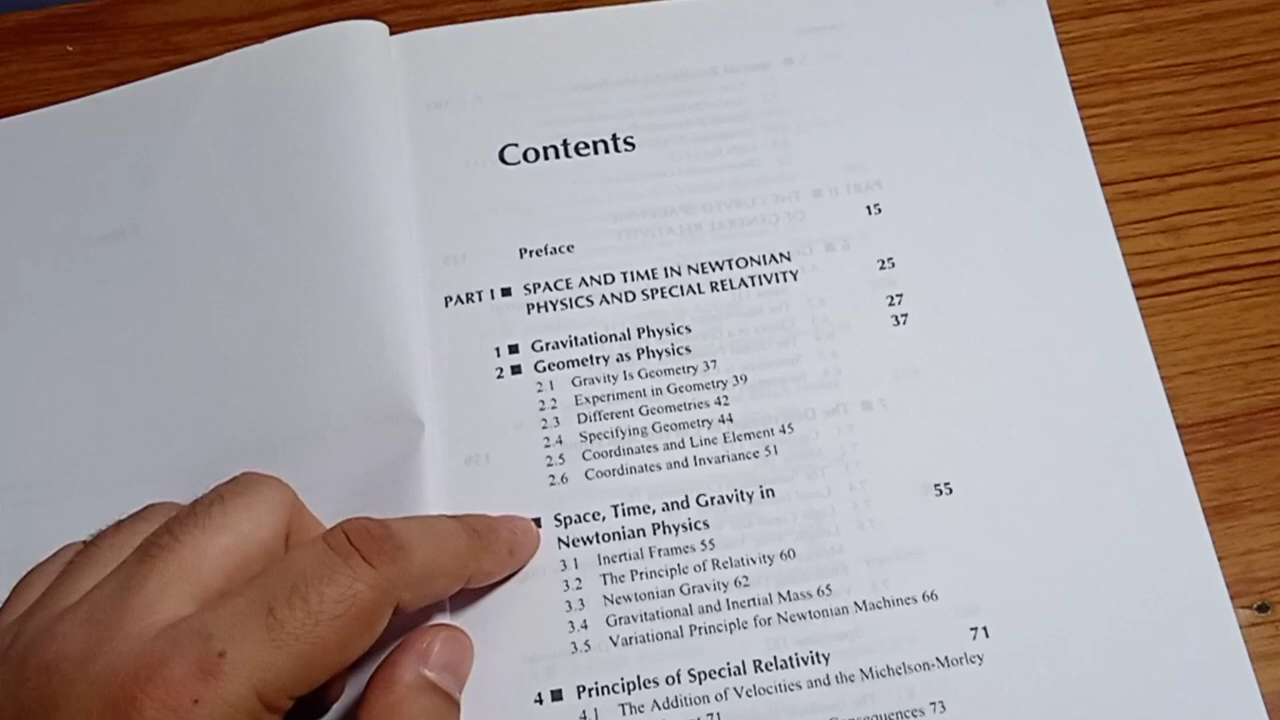 Contents
Preface 15
PART I ■ SPACE AND TIME IN NEWTONIAN
PHYSICS AND SPECIAL RELATIVITY 25
1 ■ Gravitational Physics 27
2 ■ Geometry as Physics 37
2.1 Gravity Is Geometry 37
2.2 Experiment in Geometry 39
2.3 Different Geometries 42
2.4 Specifying Geometry 44
2.5 Coordinates and Line Element 45
2.6 Coordinates and Invariance 51
■ Space, Time, and Gravity in
Newtonian Physics 55
3.1 Inertial Frames 55
3.2 The Principle of Relativity 60
3.3 Newtonian Gravity 62
3.4 Gravitational and Inertial Mass 65
3.5 Variational Principle for Newtonian Machines 66
4 ■ Principles of Special Relativity 71
4.1 The Addition of Velocities and the Michelson-Morley
71
Consequences 73